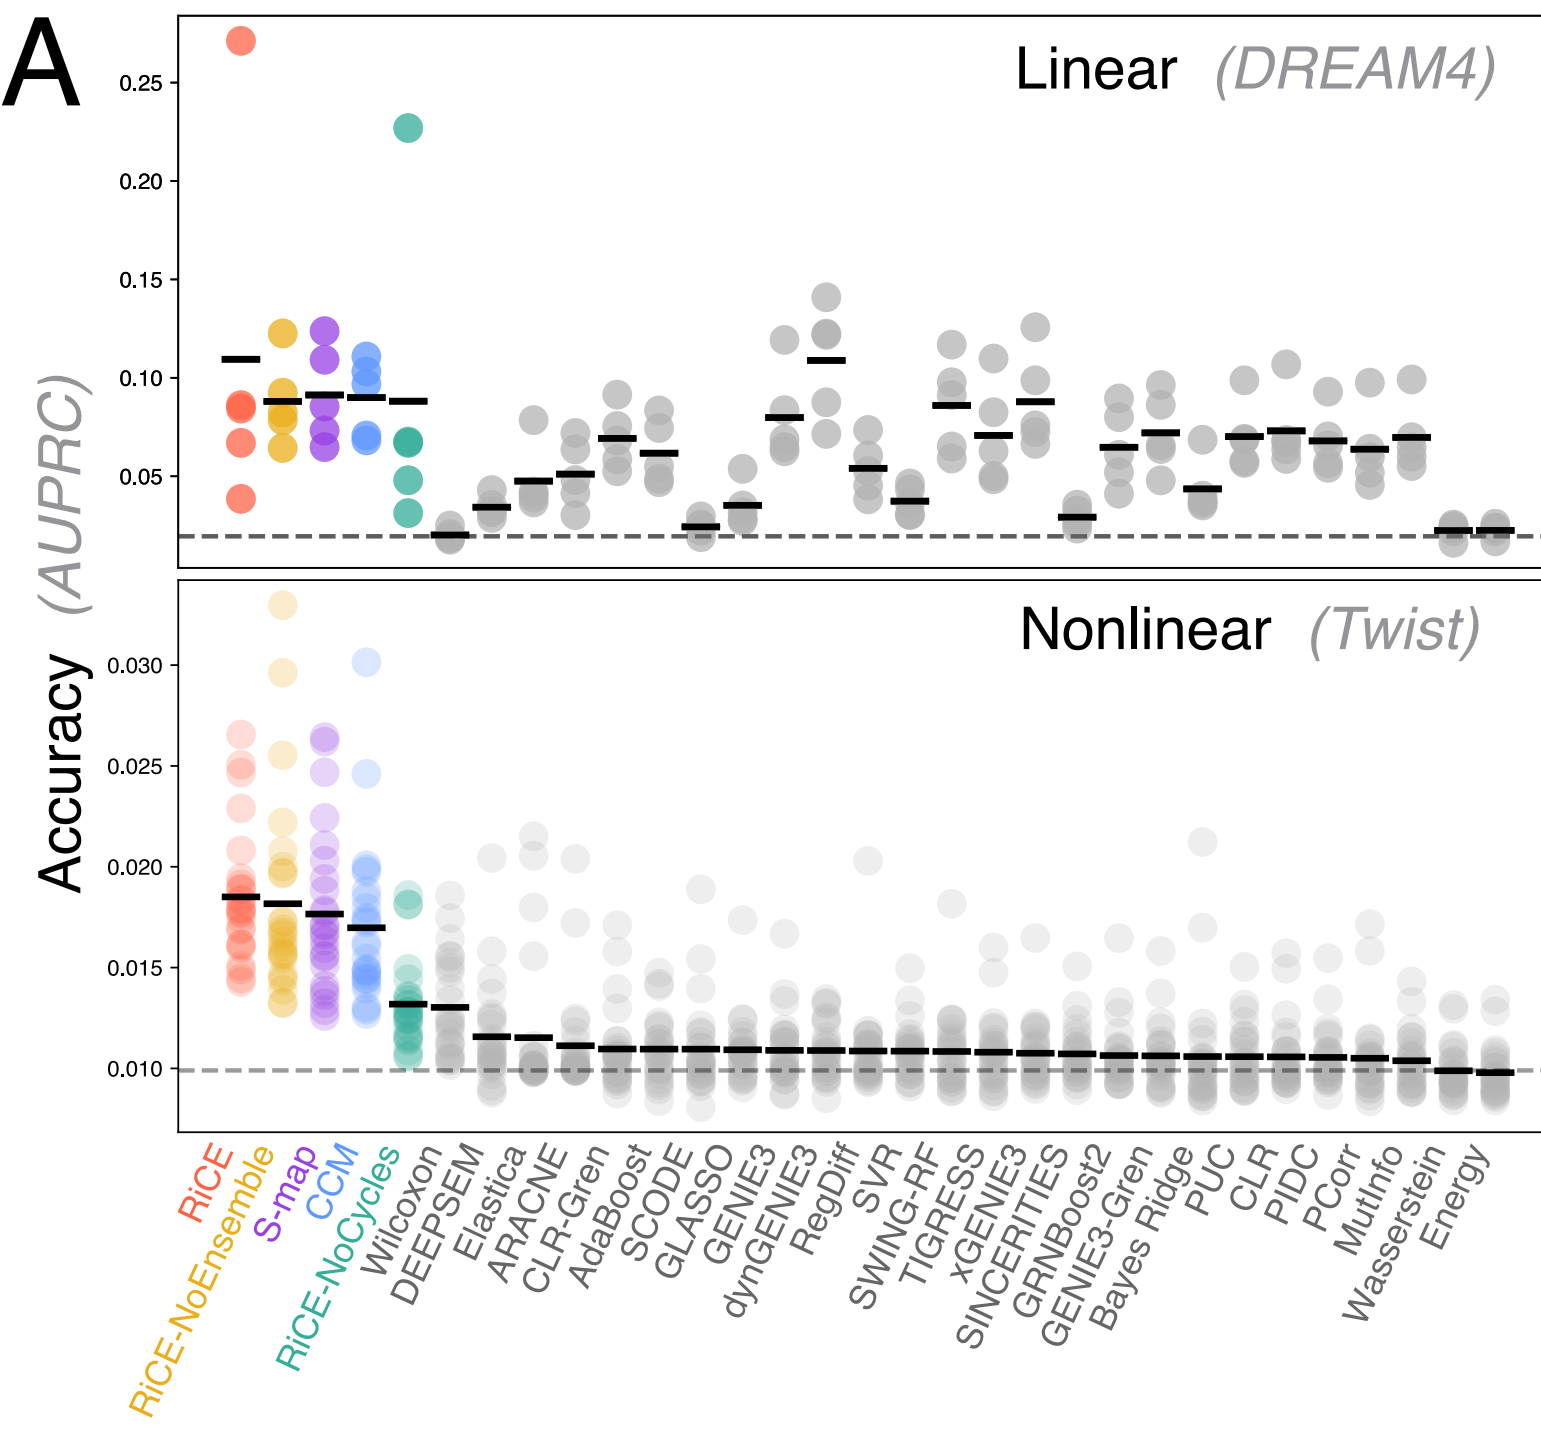 A
Linear (DREAM4)
0.25
0.20
0.15
0.10
0.05
Accuracy (AUPRC)
Nonlinear (Twist)
0.030
0.025
0.020
0.015
0.010
RiCE
RiCE-NoEnsemble
S-map
CCM
RiCE-NoCycles
Wilcoxon
DEEPSEM
Elastica
ARACNE
CLR-Gren
AdaBoost
SCODE
GLASSO
GENIE3
dynGENIE3
RegDiff
SVR
SWING-RF
TIGRESS
xGENIE3
SINCERITIES
GRNBoost2
GENIE3-Gren
Bayes Ridge
PUC
CLR
PIDC
PCorr
MutInfo
Wasserstein
Energy